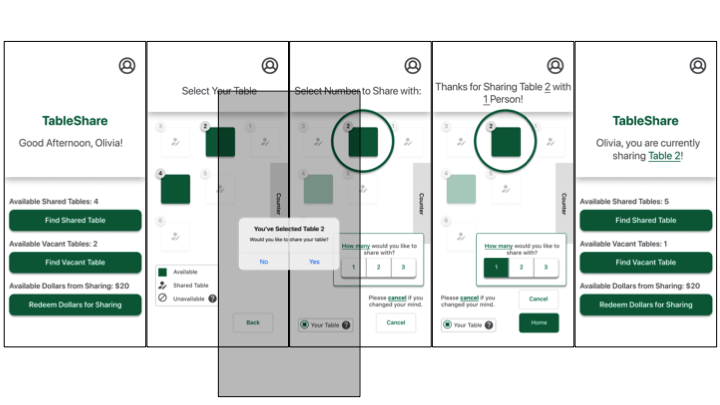 TableShare
Good Afternoon, Olivia!
Available Shared Tables: 4
Find Shared Table
Available Vacant Tables: 2
Find Vacant Table
Available Dollars from Sharing: $20
Redeem Dollars for Sharing
Select Your Table
3
2
1
4
5
Counter
6
You've Selected Table 2
Would you like to share your table?
No
Yes
Available
Shared Table
Unavailable ?
Back
Select Number to Share with:
3
2
1
4
5
Counter
6
How many would you like to
share with?
1
2
3
Please cancel if you
changed your mind.
Your Table ?
Cancel
Thanks for Sharing Table 2 with
1 Person!
3
2
1
4
5
Counter
6
How many would you like to
share with?
1
2
3
Please cancel if you
changed your mind.
Cancel
Your Table ?
Home
TableShare
Olivia, you are currently
sharing Table 2!
Available Shared Tables: 5
Find Shared Table
Available Vacant Tables: 1
Find Vacant Table
Available Dollars from Sharing: $20
Redeem Dollars for Sharing